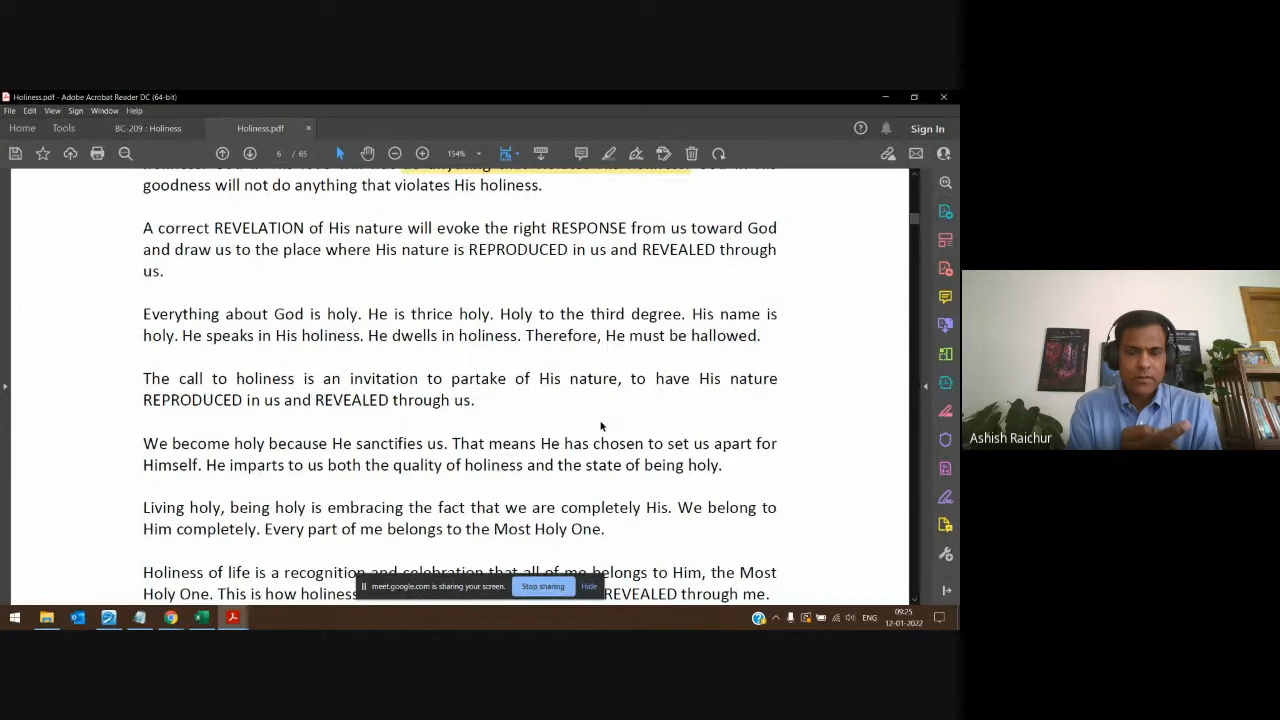 Holiness.pdf - Adobe Acrobat Reader DC (64-bit)
File Edit View Sign Window Help
Home Tools BC-209 : Holiness Holiness.pdf × Sign In
6 / 65 154%
goodness will not do anything that violates His holiness.
A correct REVELATION of His nature will evoke the right RESPONSE from us toward God
and draw us to the place where His nature is REPRODUCED in us and REVEALED through
us.
Everything about God is holy. He is thrice holy. Holy to the third degree. His name is
holy. He speaks in His holiness. He dwells in holiness. Therefore, He must be hallowed.
The call to holiness is an invitation to partake of His nature, to have His nature
REPRODUCED in us and REVEALED through us.
We become holy because He sanctifies us. That means He has chosen to set us apart for
Himself. He imparts to us both the quality of holiness and the state of being holy.
Living holy, being holy is embracing the fact that we are completely His. We belong to
Him completely. Every part of me belongs to the Most Holy One.
Holiness of life is a recognition and celebration that all of me belongs to Him, the Most
Holy One. This is how holiness REVEALED through me.
meet.google.com is sharing your screen. Stop sharing Hide
Ashish Raichur
ENG 09:25
12-01-2022